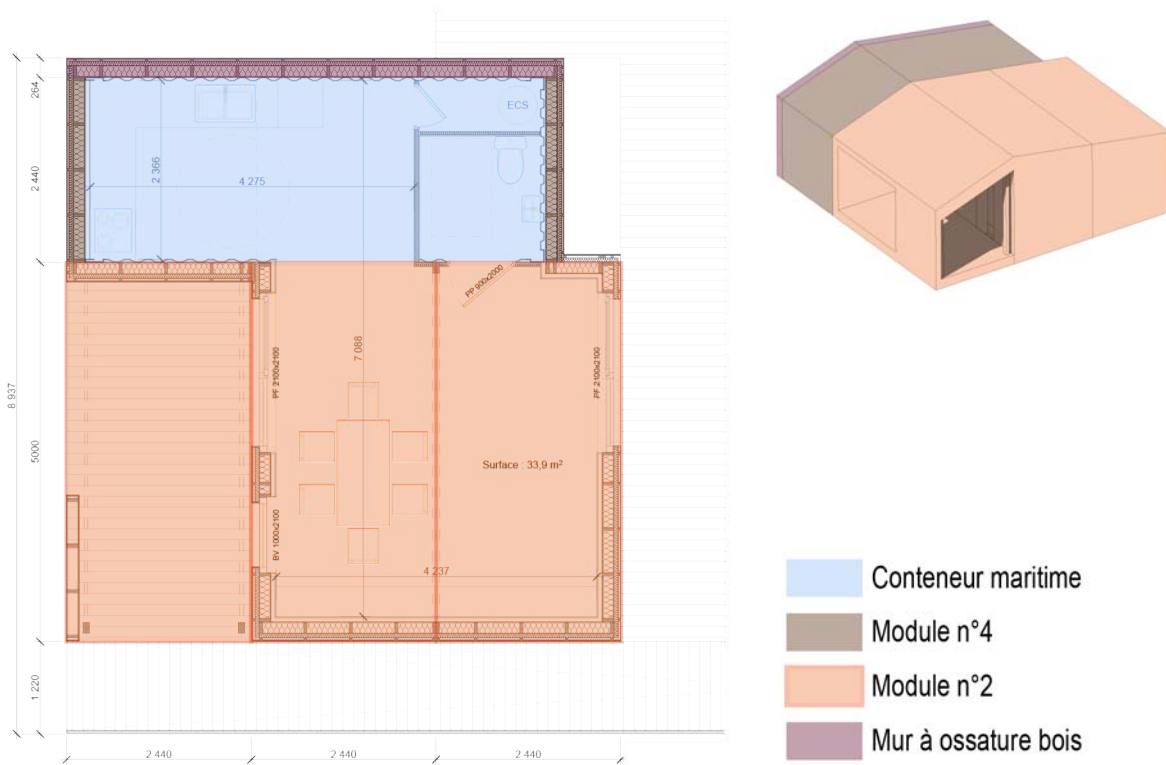 264
2 440
5000
1 220
8 937
ECS
2 366
4 275
PP 900x2000
7 088
PF 2100x2100
PF 2100x2100
Surface : 33,9 m²
BV 1000x2100
4 237
2 440
2 440
2 440
Conteneur maritime
Module n°4
Module n°2
Mur à ossature bois